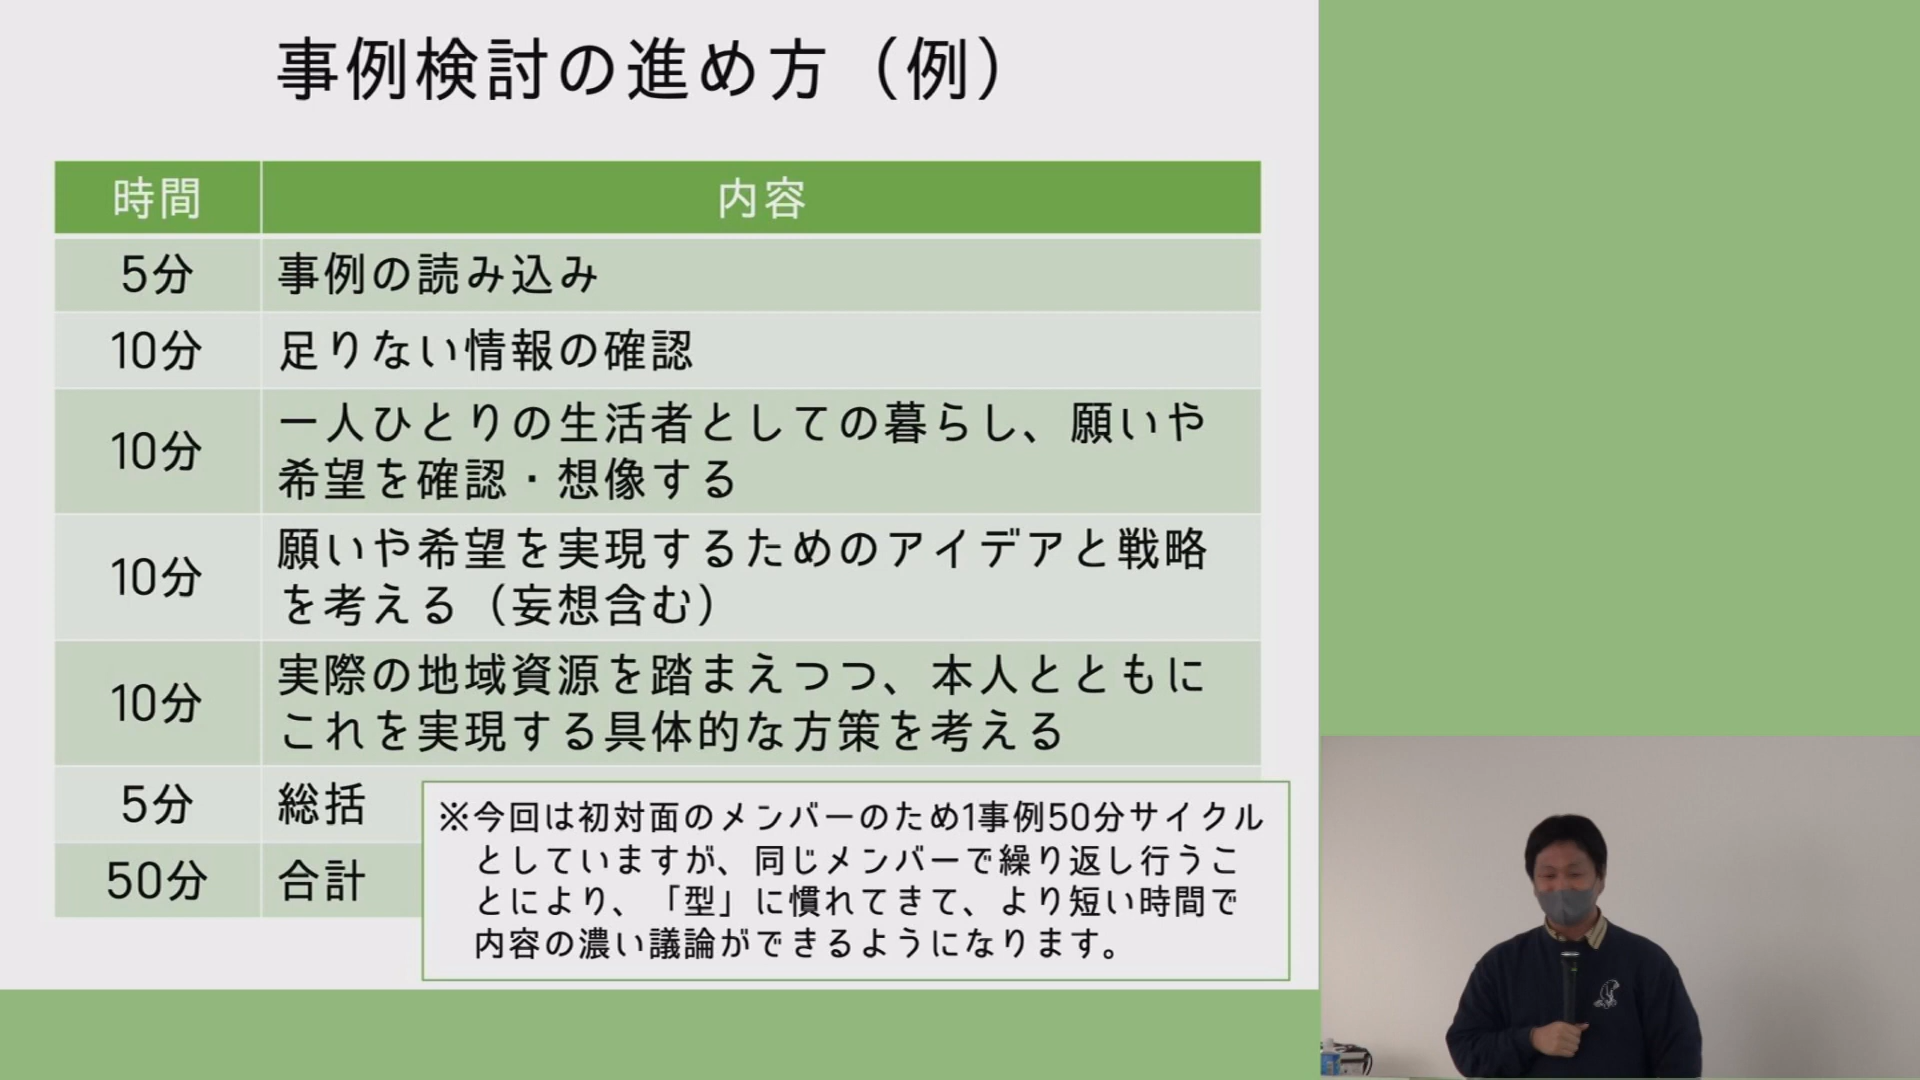 事例検討の進め方（例）
時間 内容
5分 事例の読み込み
10分 足りない情報の確認
10分 一人ひとりの生活者としての暮らし、願いや
希望を確認・想像する
10分 願いや希望を実現するためのアイデアと戦略
を考える（妄想含む）
10分 実際の地域資源を踏まえつつ、本人とともに
これを実現する具体的な方策を考える
5分 総括
50分 合計
※今回は初対面のメンバーのため1事例50分サイクル
としていますが、同じメンバーで繰り返し行うこ
とにより、「型」に慣れてきて、より短い時間で
内容の濃い議論ができるようになります。